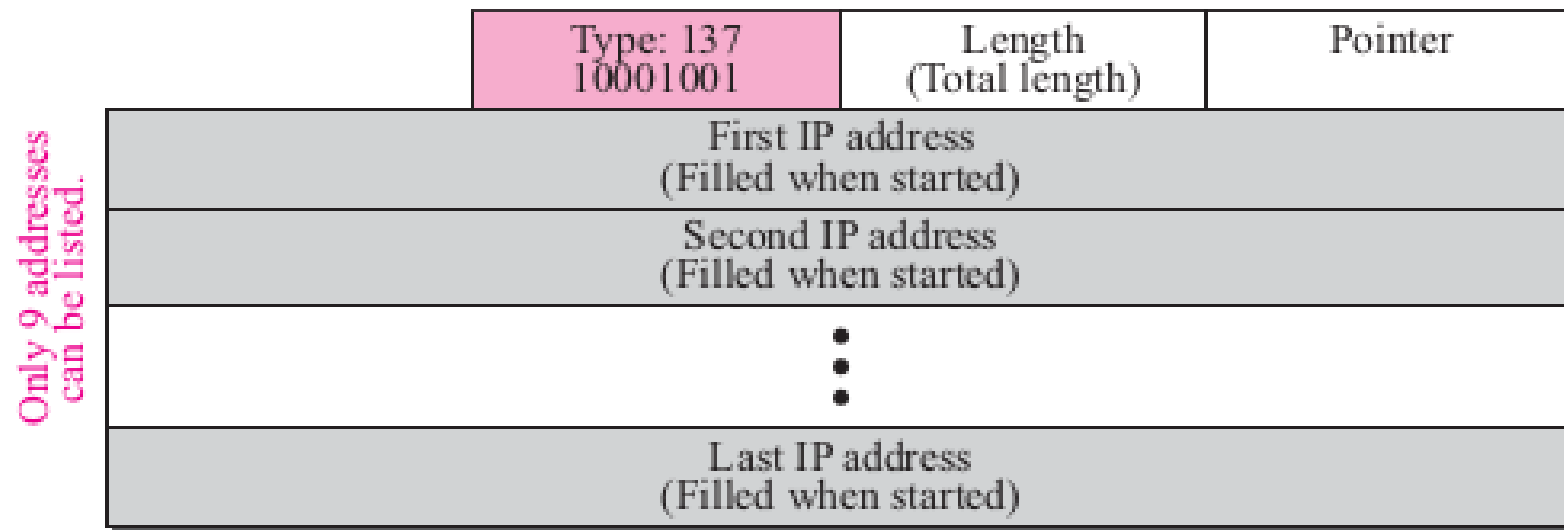 Type: 137
10001001
Length
(Total length)
Pointer
Only 9 addresses
can be listed.
First IP address
(Filled when started)
Second IP address
(Filled when started)
Last IP address
(Filled when started)